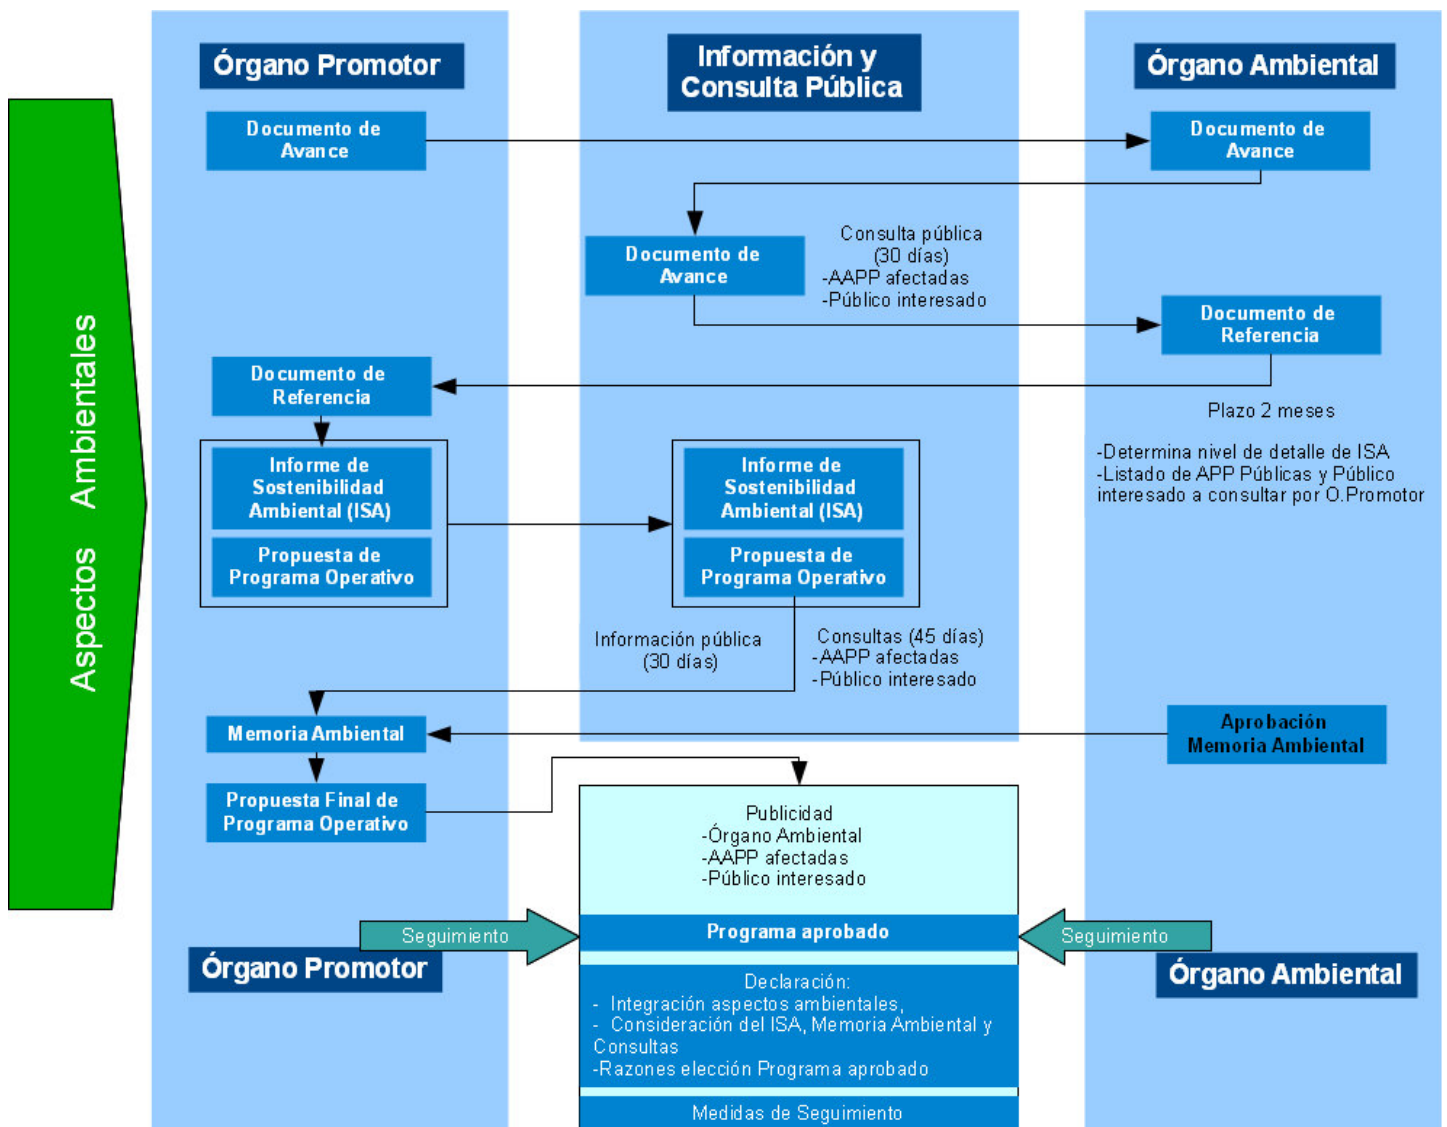 Órgano Promotor
Información y
Consulta Pública
Órgano Ambiental
Documento de
Avance
Documento de
Avance
Documento de
Avance
Consulta pública
(30 días)
-AAPP afectadas
-Público interesado
Documento de
Referencia
Documento de
Referencia
Plazo 2 meses
-Determina nivel de detalle de ISA
-Listado de APP Públicas y Público
interesado a consultar por O.Promotor
Aspectos Ambientales
Informe de
Sostenibilidad
Ambiental (ISA)
Propuesta de
Programa Operativo
Informe de
Sostenibilidad
Ambiental (ISA)
Propuesta de
Programa Operativo
Información pública
(30 días)
Consultas (45 días)
-AAPP afectadas
-Público interesado
Memoria Ambiental
Aprobación
Memoria Ambiental
Propuesta Final de
Programa Operativo
Publicidad
-Órgano Ambiental
-AAPP afectadas
-Público interesado
Seguimiento
Programa aprobado
Seguimiento
Órgano Promotor
Órgano Ambiental
Declaración:
- Integración aspectos ambientales,
- Consideración del ISA, Memoria Ambiental y
Consultas
-Razones elección Programa aprobado
Medidas de Seguimiento